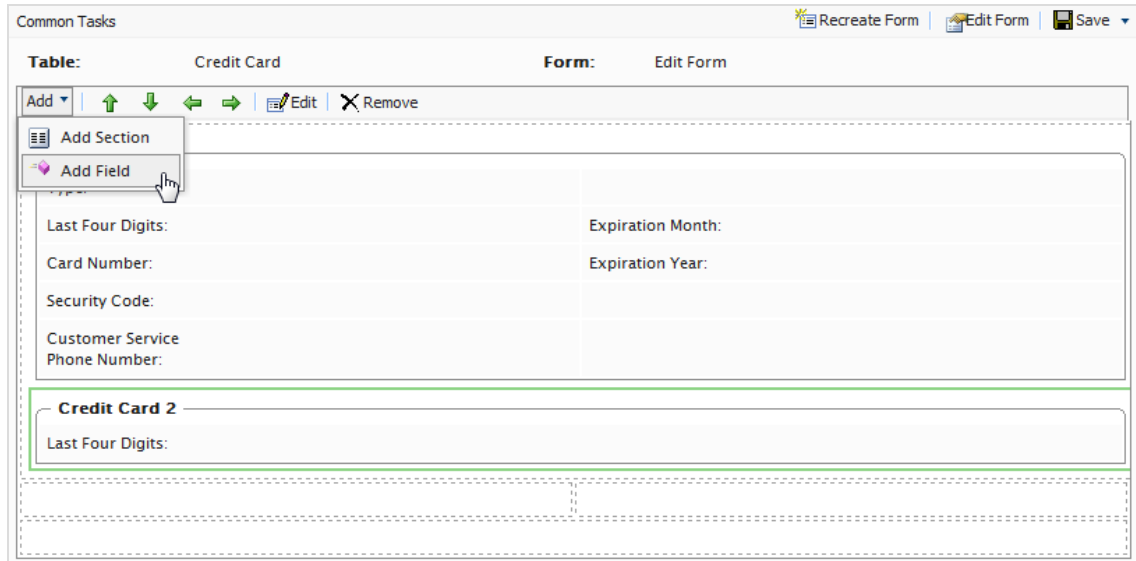 Common Tasks Recreate Form Edit Form Save
Table: Credit Card Form: Edit Form
Add Edit Remove
Add Section
Add Field
Type:
Last Four Digits: Expiration Month:
Card Number: Expiration Year:
Security Code:
Customer Service
Phone Number:
Credit Card 2
Last Four Digits: